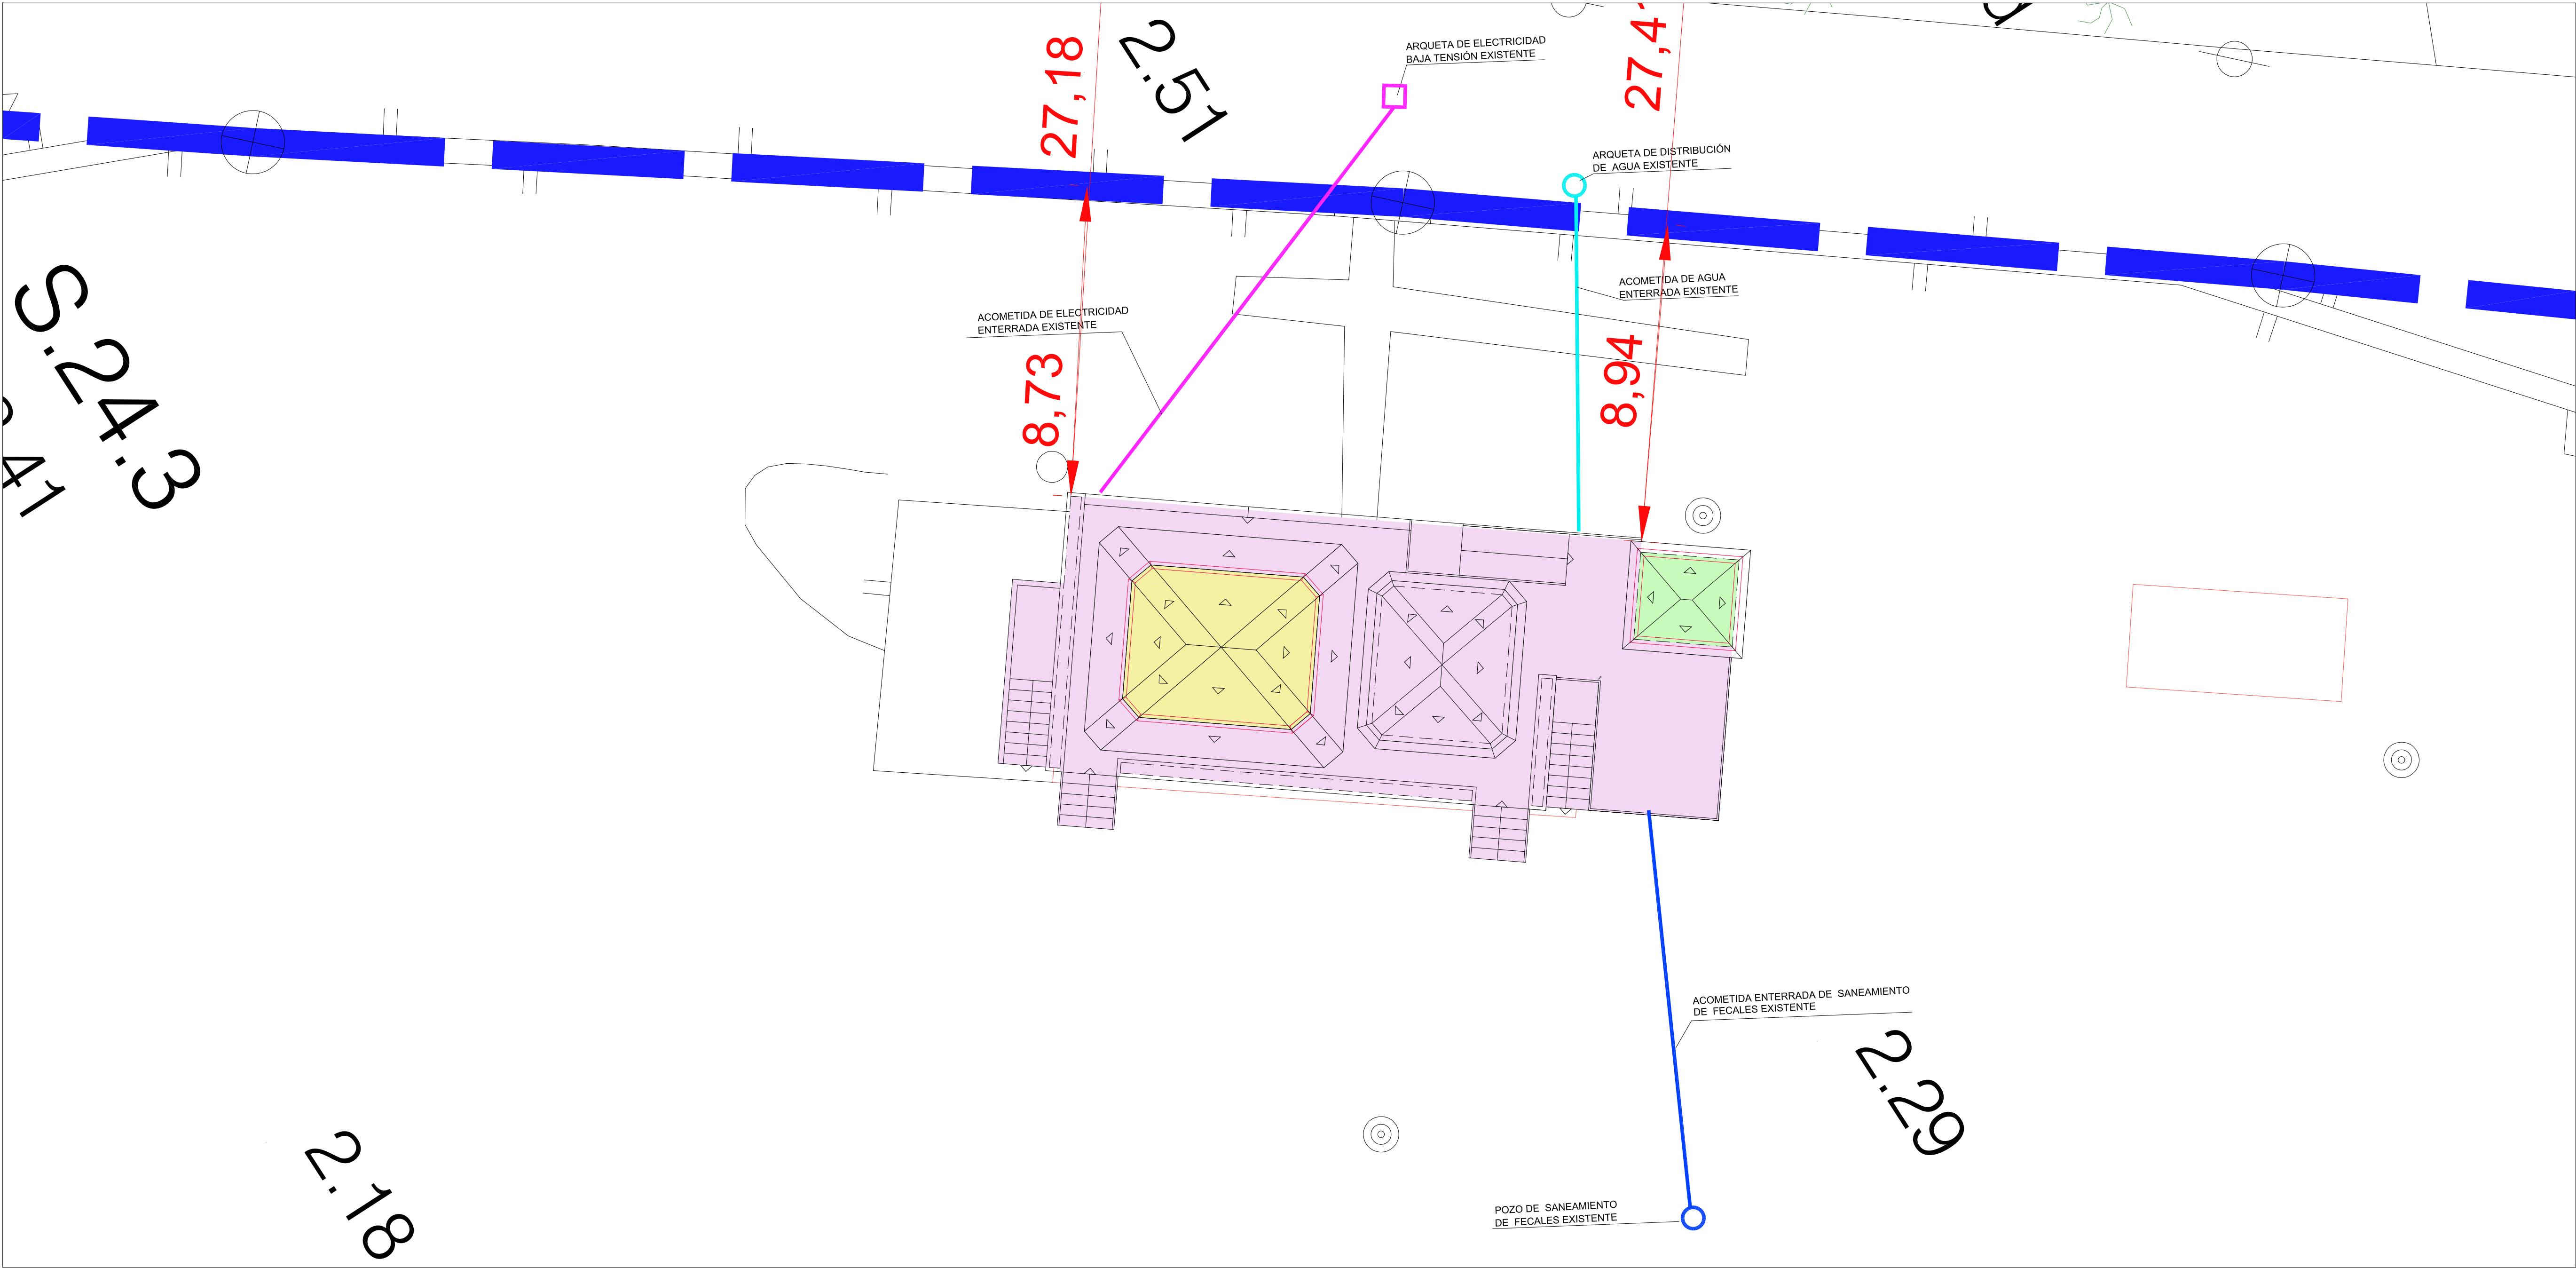 27,18
2.51
ARQUETA DE ELECTRICIDAD
BAJA TENSIÓN EXISTENTE
ARQUETA DE DISTRIBUCIÓN
DE  AGUA EXISTENTE
S.24.3
41
ACOMETIDA DE ELECTRICIDAD
ENTERRADA EXISTENTE
8,73
ACOMETIDA DE AGUA
ENTERRADA EXISTENTE
8,94
ACOMETIDA ENTERRADA DE  SANEAMIENTO
DE  FECALES EXISTENTE
2.29
2.18
POZO DE  SANEAMIENTO
DE  FECALES EXISTENTE